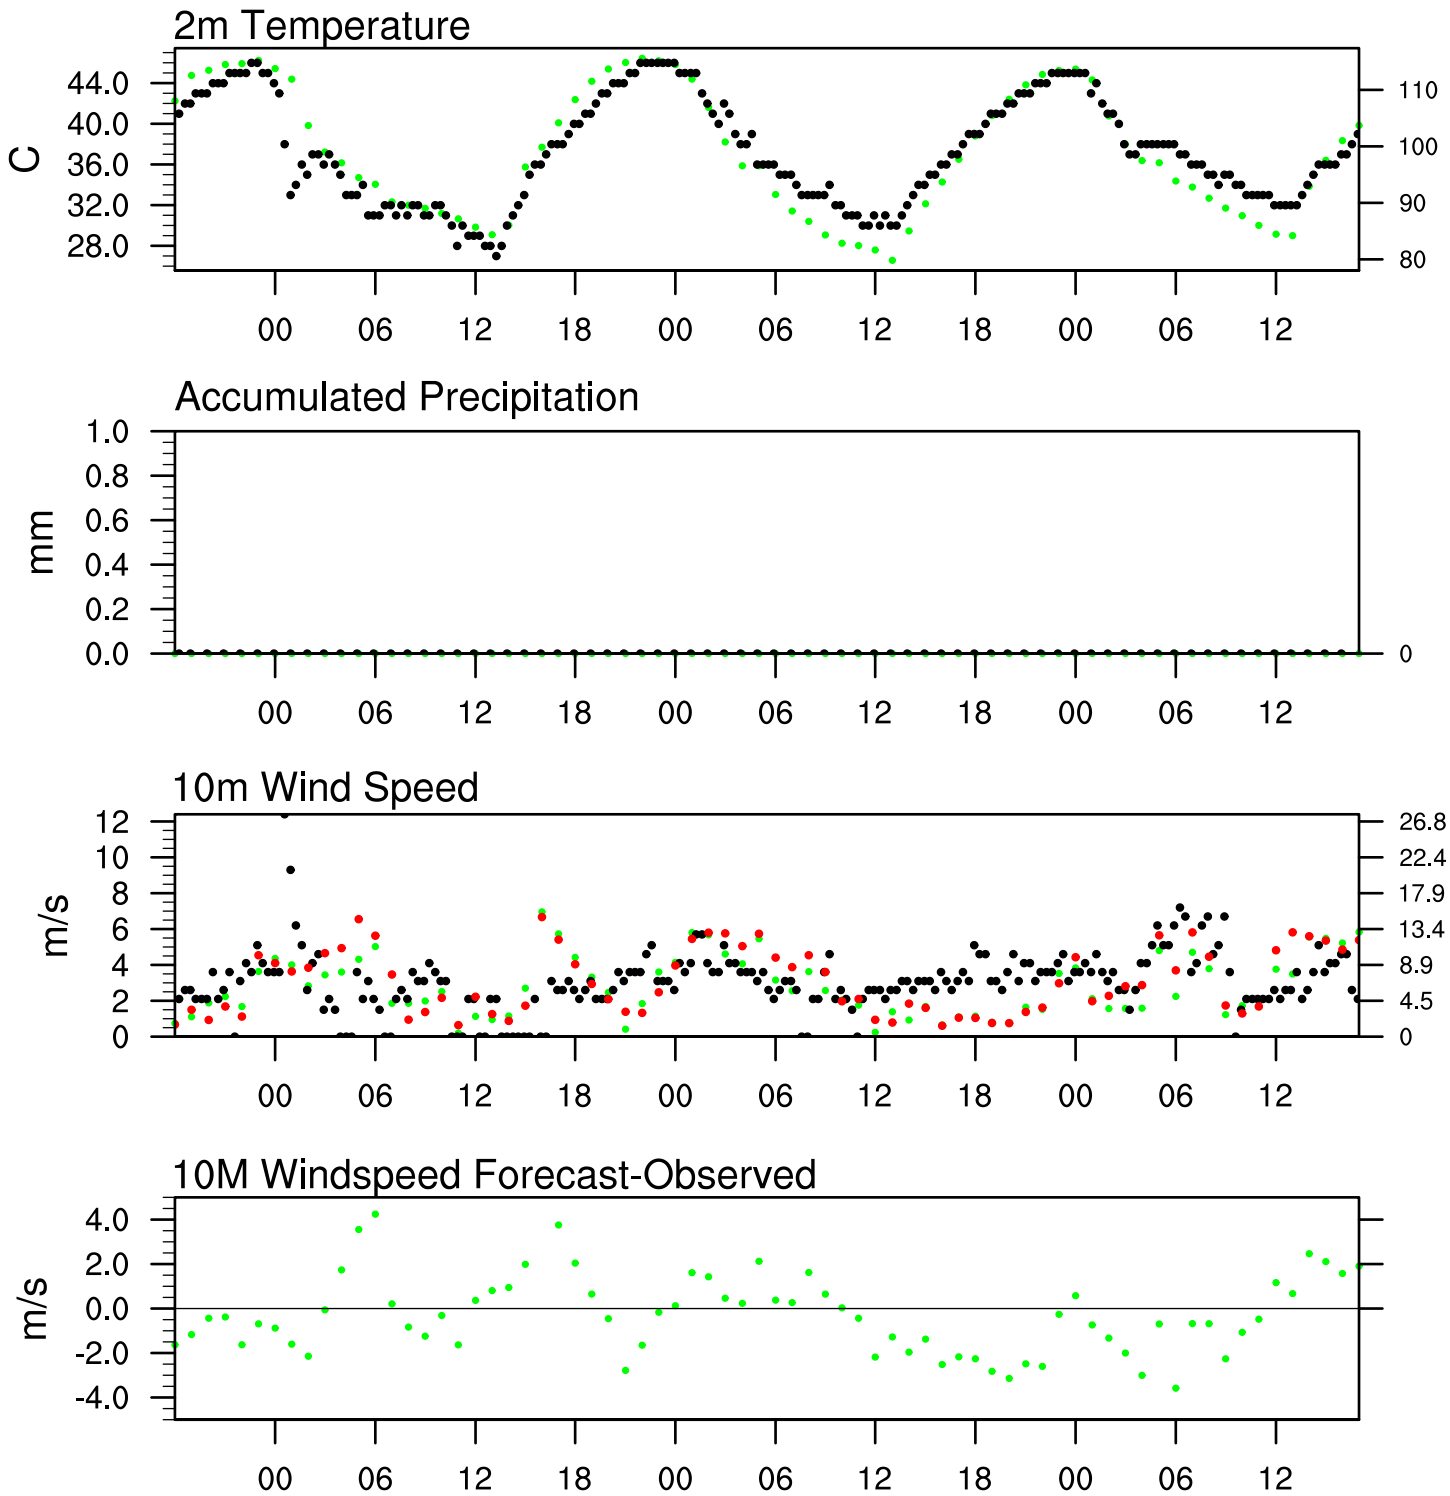 2m Temperature
C
44.0
40.0
36.0
32.0
28.0
110
100
90
80
00 06 12 18 00 06 12 18 00 06 12
Accumulated Precipitation
mm
1.0
0.8
0.6
0.4
0.2
0.0
0
00 06 12 18 00 06 12 18 00 06 12
10m Wind Speed
m/s
12
10
8
6
4
2
0
26.8
22.4
17.9
13.4
8.9
4.5
0
00 06 12 18 00 06 12 18 00 06 12
10M Windspeed Forecast-Observed
m/s
4.0
2.0
0.0
-2.0
-4.0
00 06 12 18 00 06 12 18 00 06 12